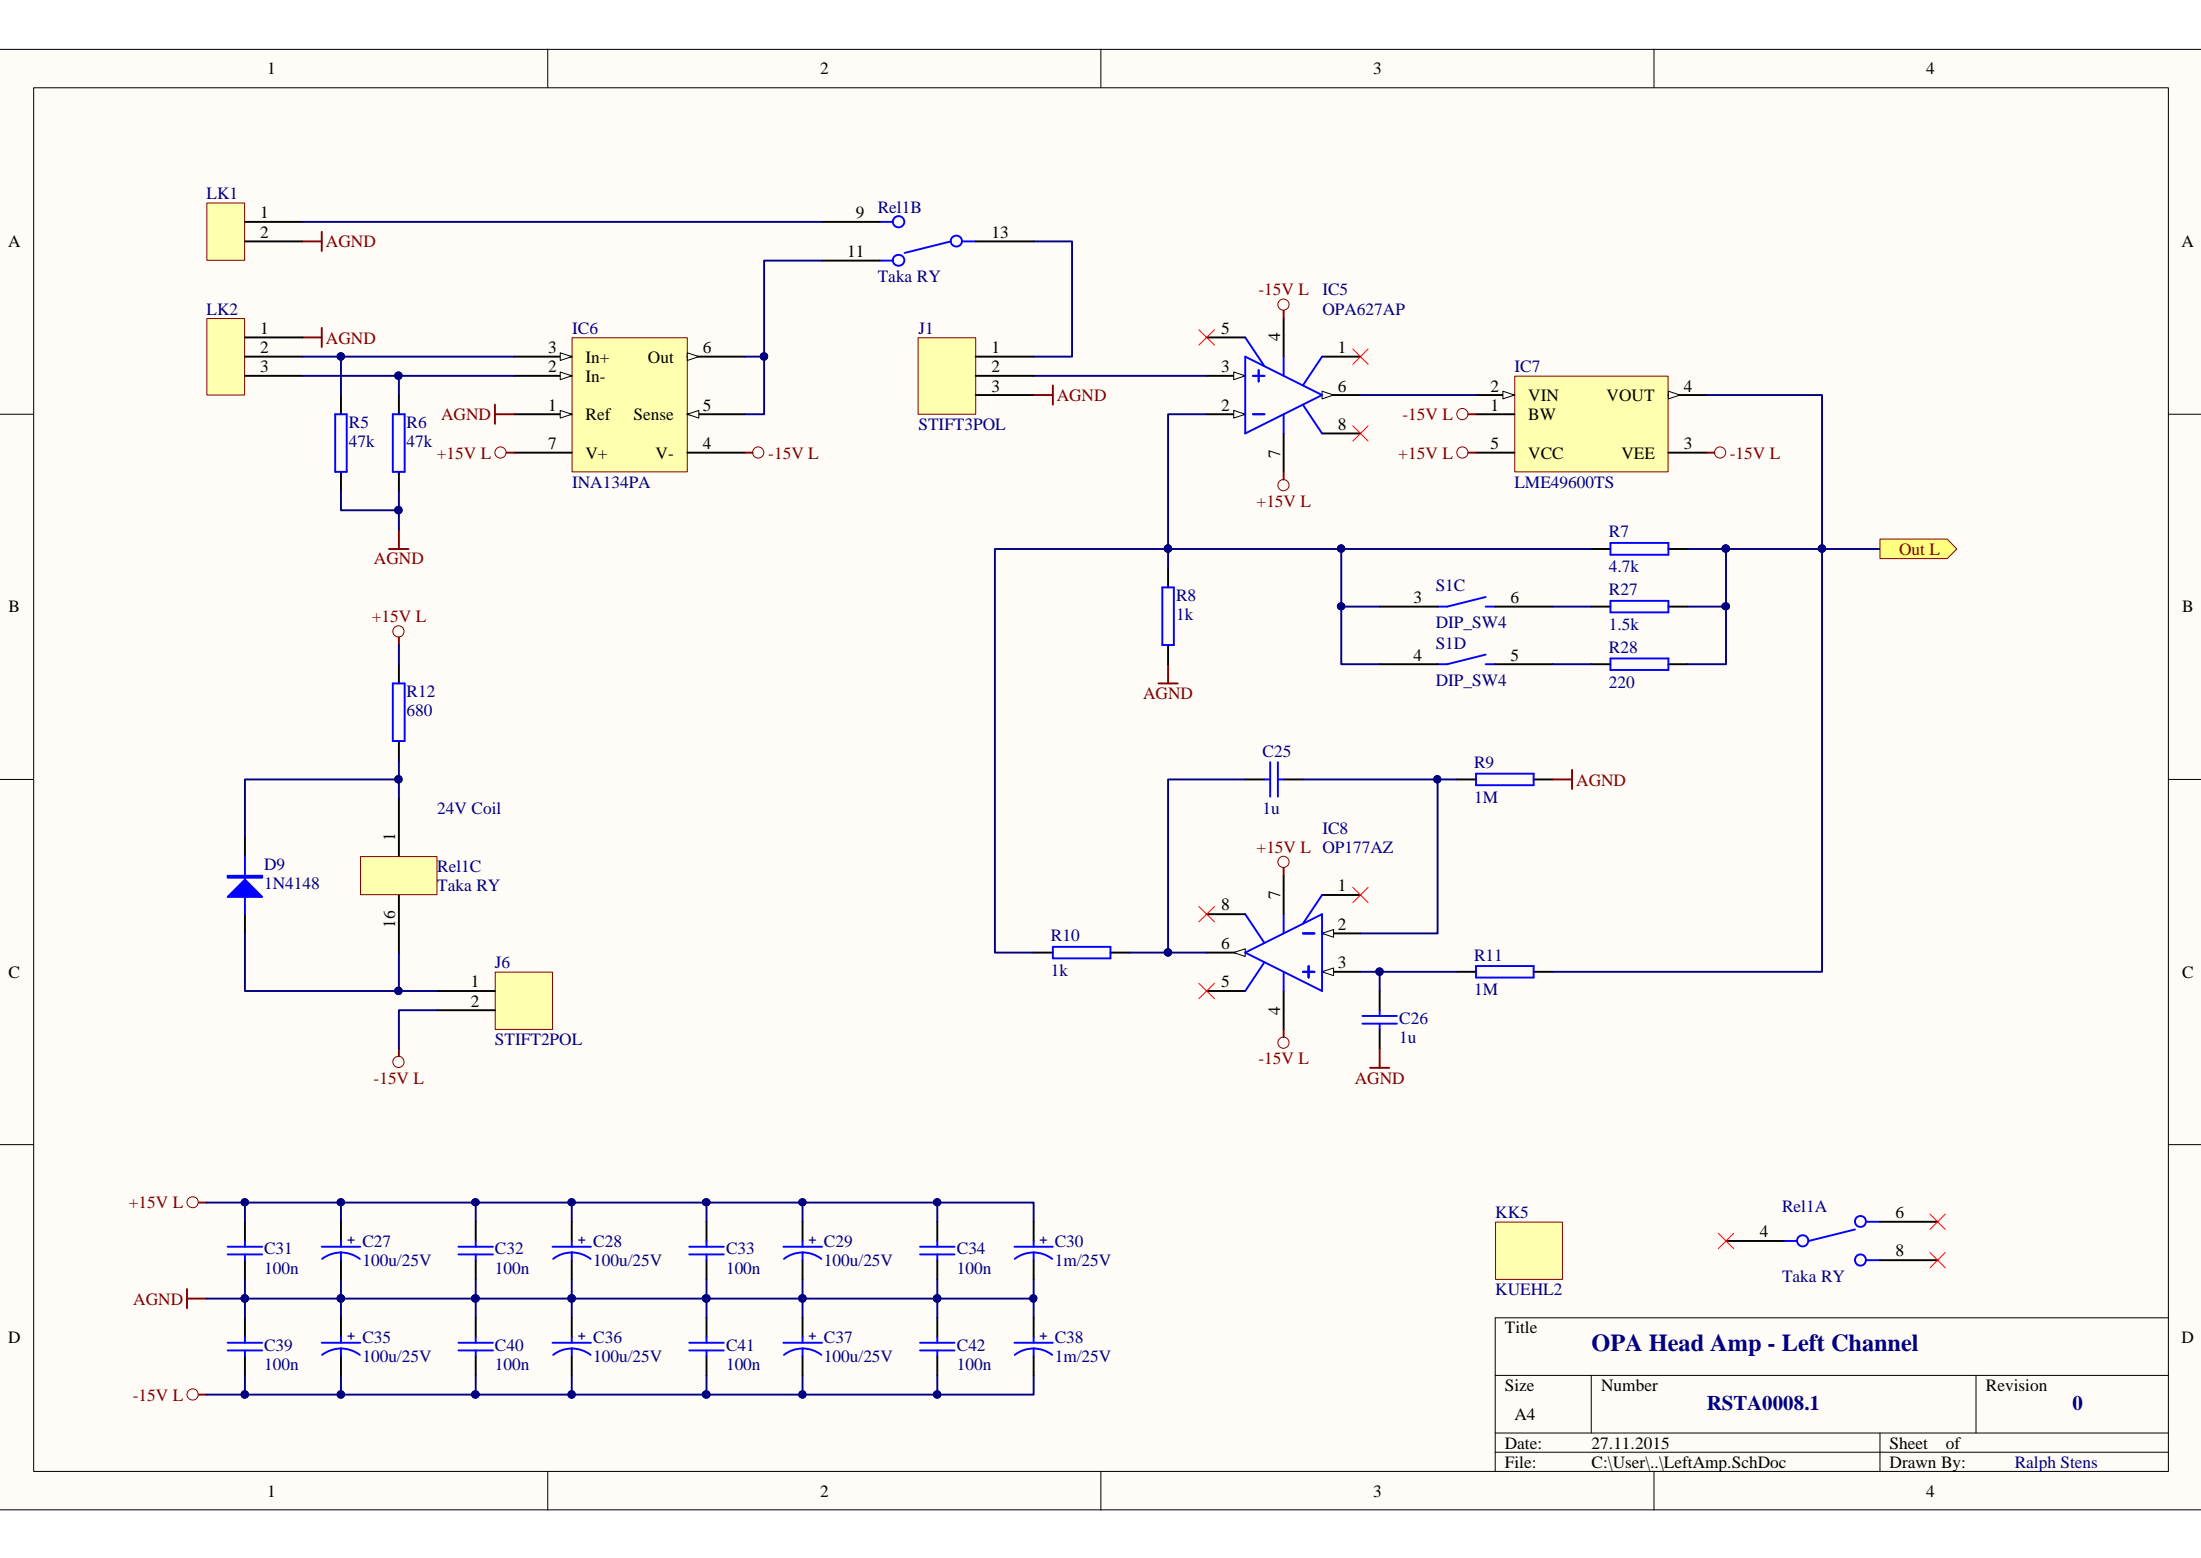 1 2 3 4
A A
B B
C C
D D
LK1
1
2 AGND
9 Rel1B
11 13
Taka RY
LK2
1 AGND
2
3
R5
47k
R6
47k
AGND
IC6
3 In+ Out 6
2 In-
AGND 1 Ref Sense 5
+15V L 7 V+ V- 4 -15V L
INA134PA
J1
1
2
3 AGND
STIFT3POL
-15V L IC5
OPA627AP
5 4 1
3 +
6
2 -
8
7
+15V L
IC7
2 VIN VOUT 4
-15V L 1 BW
+15V L 5 VCC VEE 3 -15V L
LME49600TS
R7
4.7k
Out L
R8
1k
AGND
S1C
3 6
DIP_SW4
R27
1.5k
S1D
4 5
DIP_SW4
R28
220
+15V L
R12
680
24V Coil
1
D9
1N4148
Rel1C
Taka RY
16
J6
1
2
STIFT2POL
-15V L
C25
1u
R9
1M
AGND
IC8
OP177AZ
+15V L
7 1
8
2 -
6
3 +
5
4
-15V L
R10
1k
R11
1M
C26
1u
AGND
+15V L
C31
100n
+ C27
100u/25V
C32
100n
+ C28
100u/25V
C33
100n
+ C29
100u/25V
C34
100n
+ C30
1m/25V
AGND
C39
100n
+ C35
100u/25V
C40
100n
+ C36
100u/25V
C41
100n
+ C37
100u/25V
C42
100n
+ C38
1m/25V
-15V L
KK5
KUEHL2
Rel1A
4 6
8
Taka RY
Title
OPA Head Amp - Left Channel
Size Number Revision
A4 RSTA0008.1 0
Date: 27.11.2015 Sheet of
File: C:\User\..\LeftAmp.SchDoc Drawn By: Ralph Stens
1 2 3 4